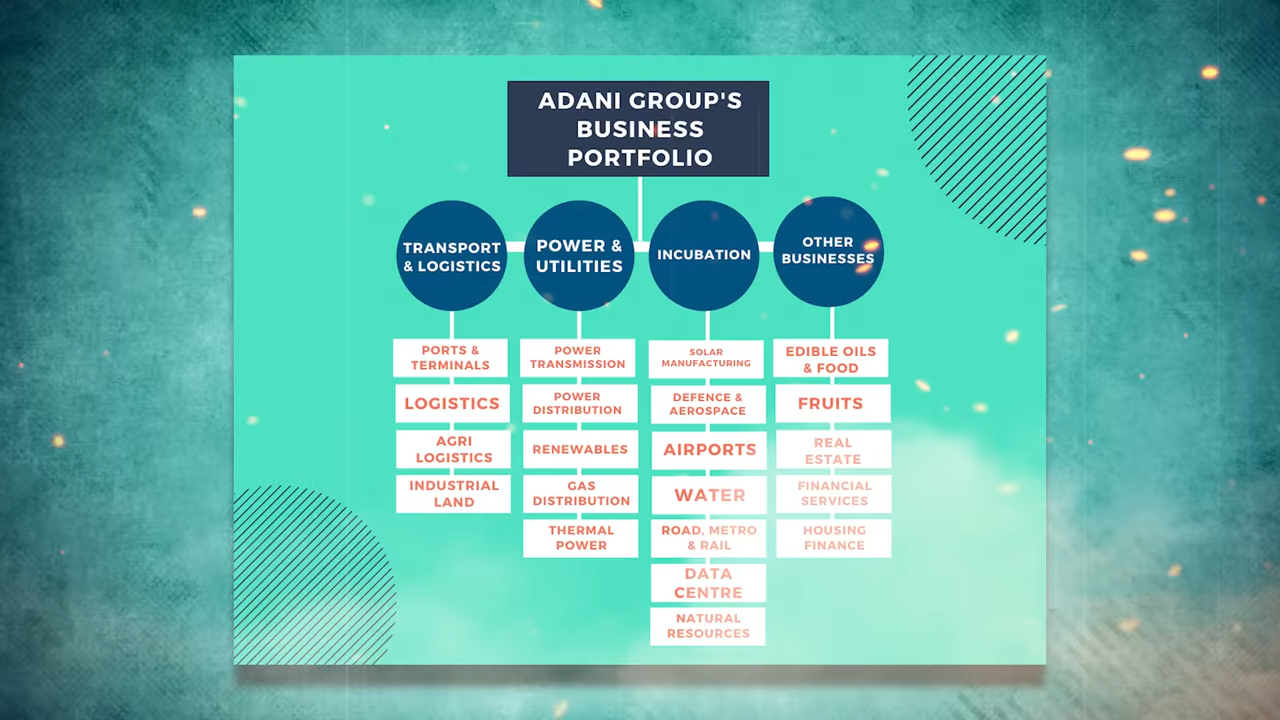 ADANI GROUP'S
BUSINESS
PORTFOLIO
TRANSPORT
& LOGISTICS
POWER &
UTILITIES
INCUBATION
OTHER
BUSINESSES
PORTS &
TERMINALS
LOGISTICS
AGRI
LOGISTICS
INDUSTRIAL
LAND
POWER
TRANSMISSION
POWER
DISTRIBUTION
RENEWABLES
GAS
DISTRIBUTION
THERMAL
POWER
SOLAR
MANUFACTURING
DEFENCE &
AEROSPACE
AIRPORTS
WATER
ROAD, METRO
& RAIL
DATA
CENTRE
NATURAL
RESOURCES
EDIBLE OILS
& FOOD
FRUITS
REAL
ESTATE
FINANCIAL
SERVICES
HOUSING
FINANCE